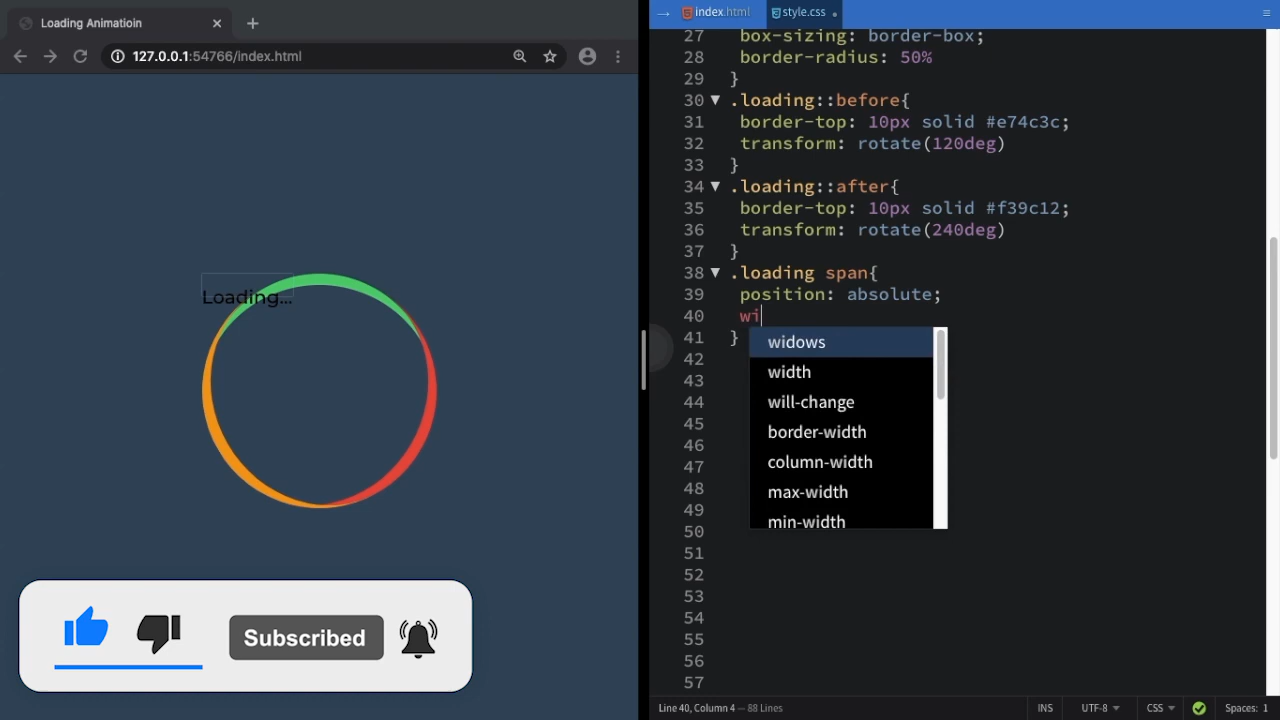 Loading Animatioin
127.0.0.1:54766/index.html
Loading...
Subscribed
index.html
style.css
27 box-sizing: border-box;
28 border-radius: 50%
29 }
30 .loading::before{
31 border-top: 10px solid #e74c3c;
32 transform: rotate(120deg)
33 }
34 .loading::after{
35 border-top: 10px solid #f39c12;
36 transform: rotate(240deg)
37 }
38 .loading span{
39 position: absolute;
40 wi
41 }
42
43
44
45
46
47
48
49
50
51
52
53
54
55
56
57
widows
width
will-change
border-width
column-width
max-width
min-width
Line 40, Column 4 — 88 Lines
INS
UTF-8
CSS
Spaces: 1